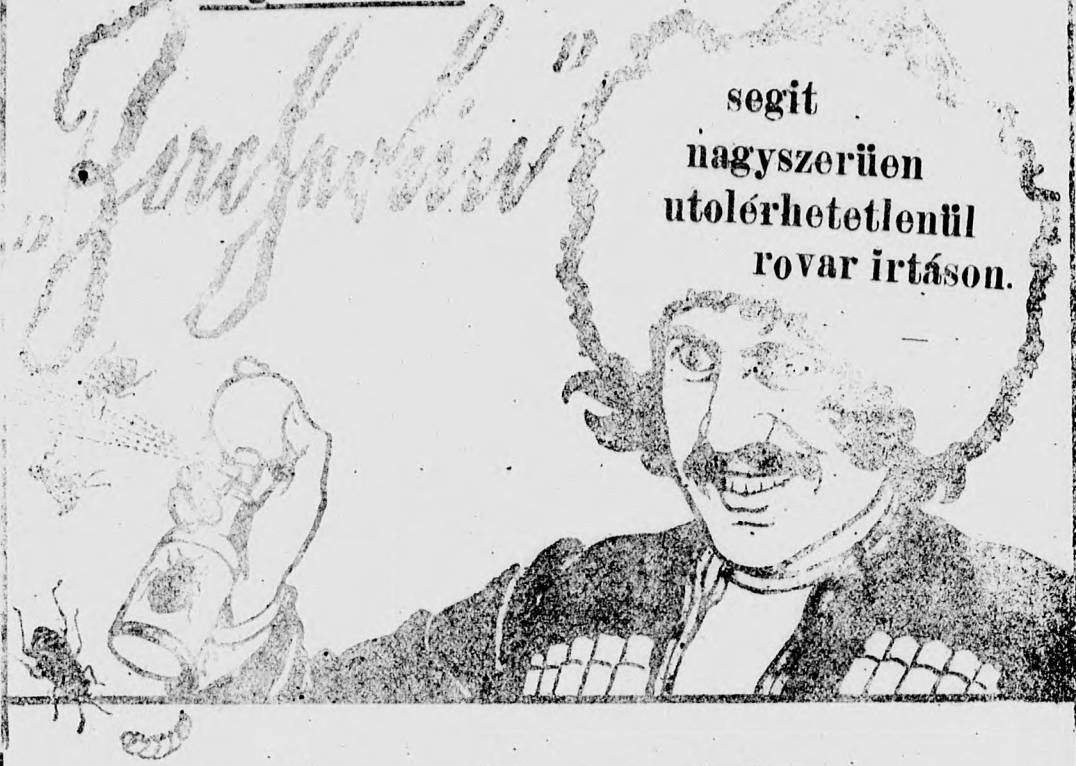 „Zacherlin”
segit
nagyszerüen
utolérhetetlenül
rovar irtáson.